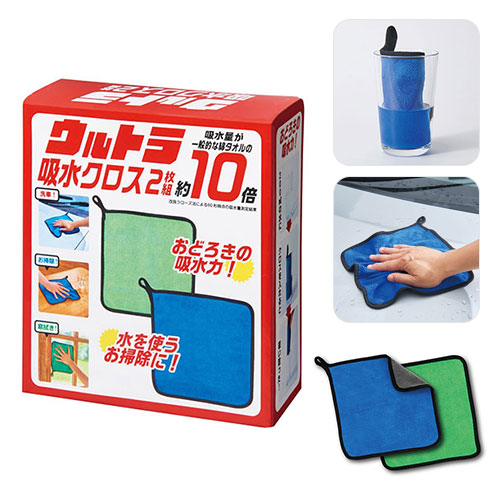 ウルトラ
吸水クロス2枚組
吸水量が
一般的な綿タオルの
約10倍
洗車!
お掃除!
窓拭き!
おどろきの
吸水力!
水を使う
お掃除に!